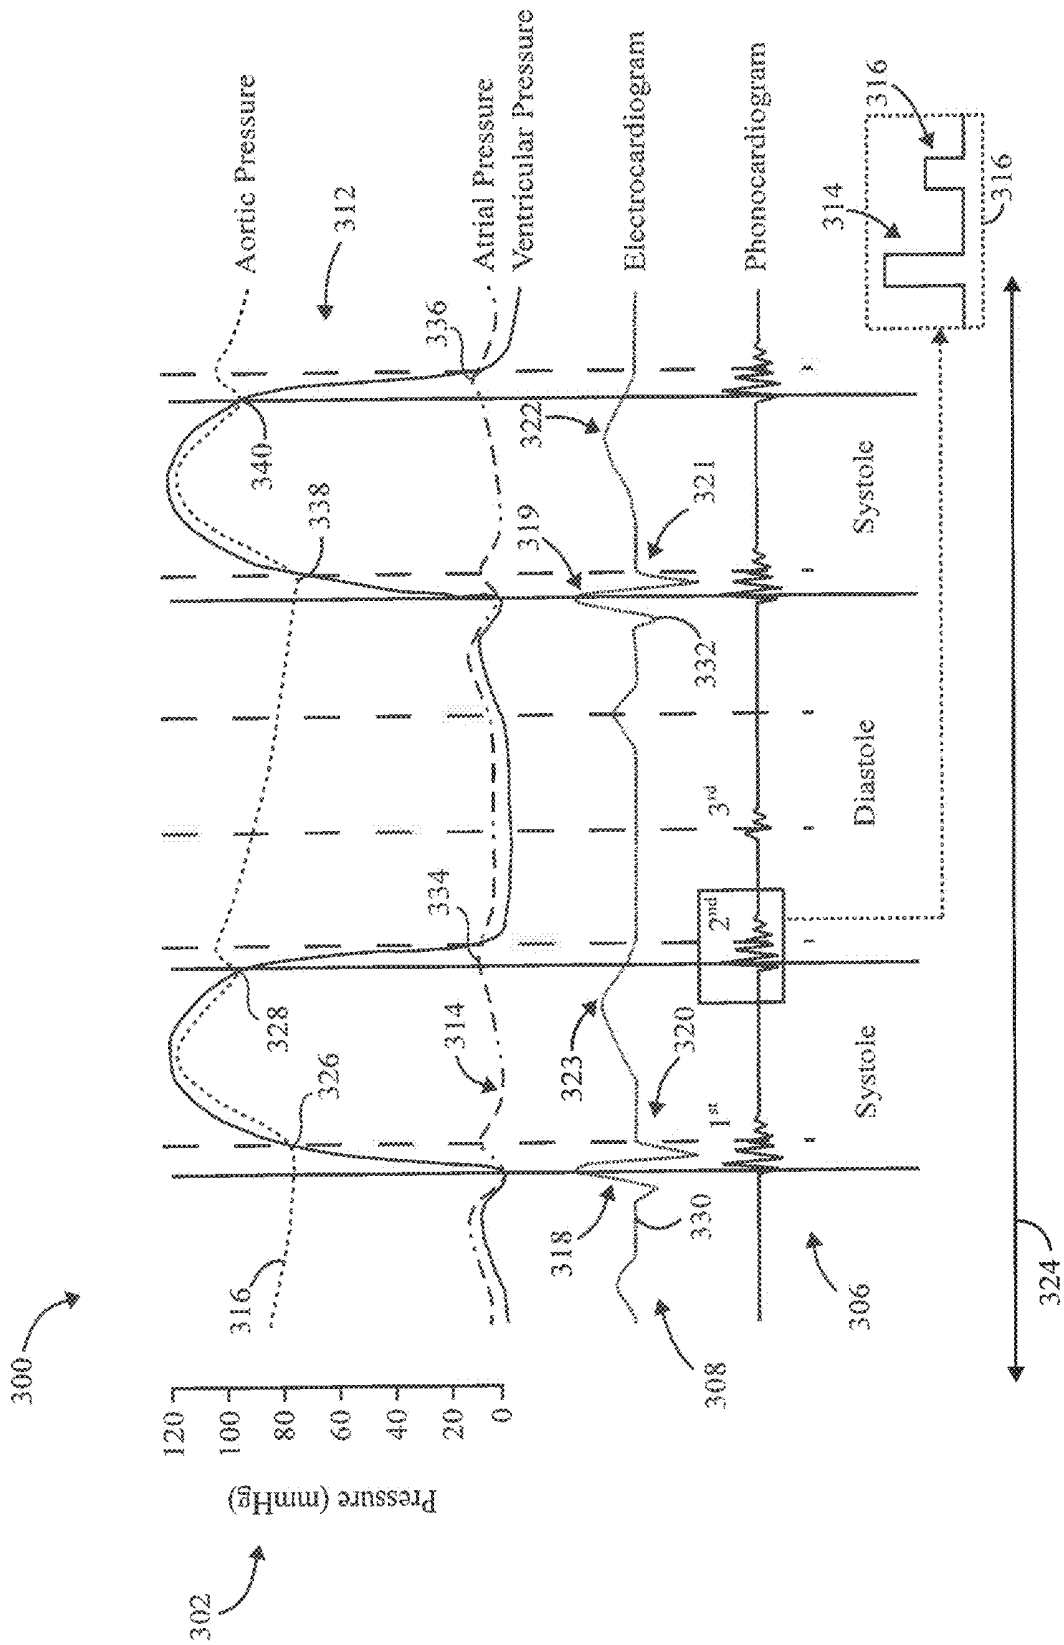 300
302
Pressure (mmHg)
120
100
80
60
40
20
0
316
Aortic Pressure
312
326
328
338
340
314
334
336
Atrial Pressure
Ventricular Pressure
308
318
330
320
323
332
319
321
322
Electrocardiogram
306
1st
2nd
3rd
Phonocardiogram
Systole
Diastole
Systole
314
316
316
324